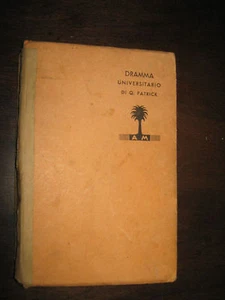 DRAMMA
UNIVERSITARIO
DI Q. PATRICK
A M